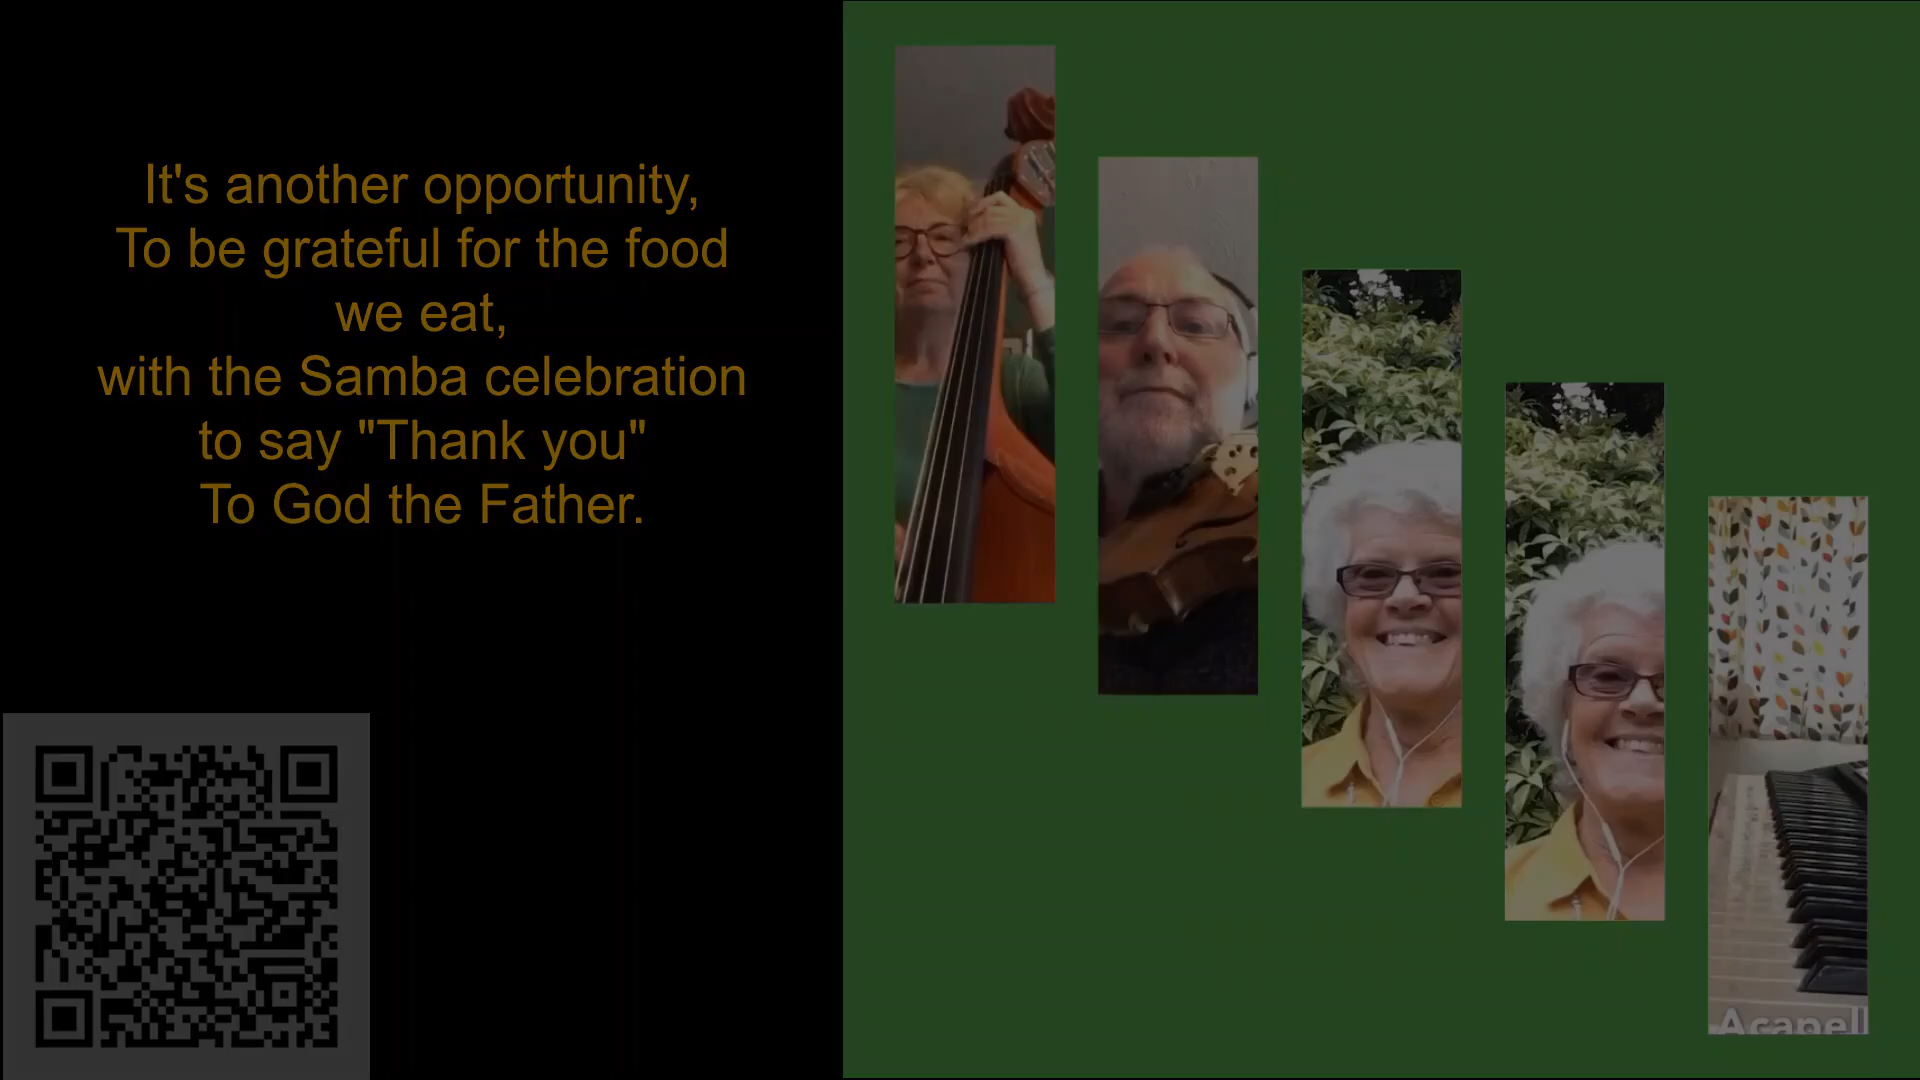 It's another opportunity,
To be grateful for the food
we eat,
with the Samba celebration
to say "Thank you"
To God the Father.
Acapell